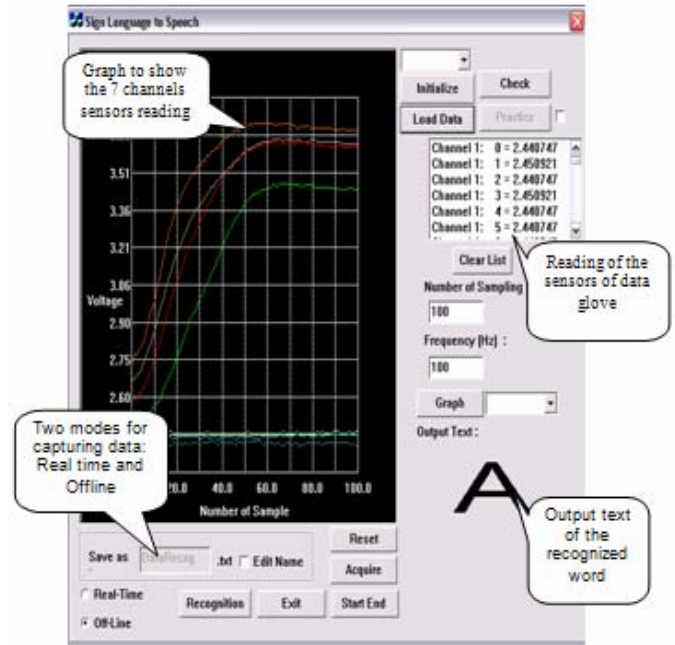 Sign Language to Speech
Graph to show
the 7 channels
sensors reading
Initialize
Check
Load Data
Practice
Channel 1: 0 = 2.440747
Channel 1: 1 = 2.450921
Channel 1: 2 = 2.440747
Channel 1: 3 = 2.450921
Channel 1: 4 = 2.440747
Channel 1: 5 = 2.440747
Clear List
Reading of the
sensors of data
glove
Number of Sampling
100
Frequency (Hz) :
100
Graph
Output Text :
A
Output text
of the
recognized
word
3.51
3.36
3.21
3.06
Voltage
2.90
2.75
2.60
Two modes for
capturing data:
Real time and
Offline
20.0 40.0 60.0 80.0 100.0
Number of Sample
Save as DataRecog .txt Edit Name
Reset
Acquire
Real-Time
Off-Line
Recognition Exit Start End